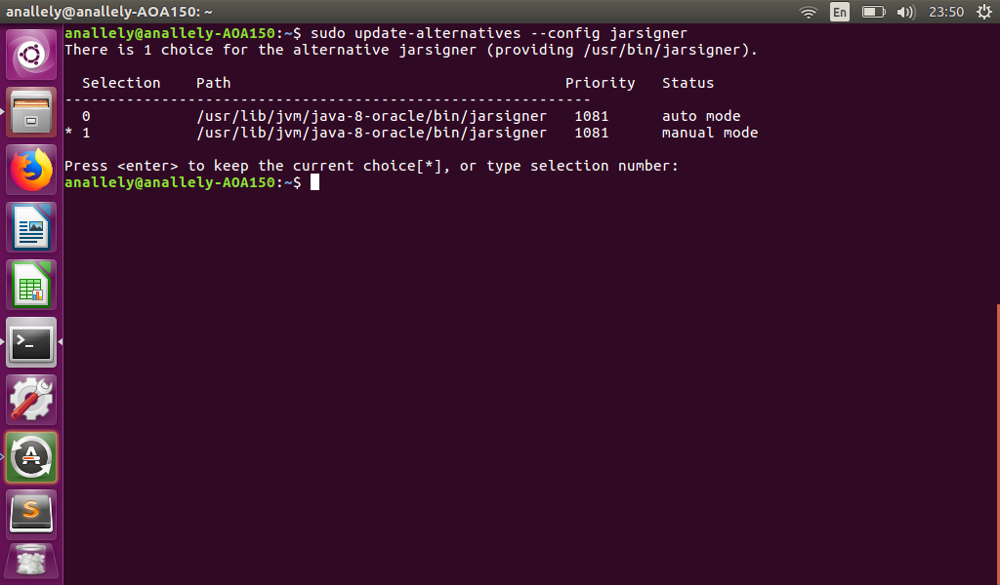 anallely@anallely-AOA150: ~
En
23:50
anallely@anallely-AOA150:~$ sudo update-alternatives --config jarsigner
There is 1 choice for the alternative jarsigner (providing /usr/bin/jarsigner).
Selection Path Priority Status
------------------------------------------------------------
0 /usr/lib/jvm/java-8-oracle/bin/jarsigner 1081 auto mode
* 1 /usr/lib/jvm/java-8-oracle/bin/jarsigner 1081 manual mode
Press <enter> to keep the current choice[*], or type selection number:
anallely@anallely-AOA150:~$